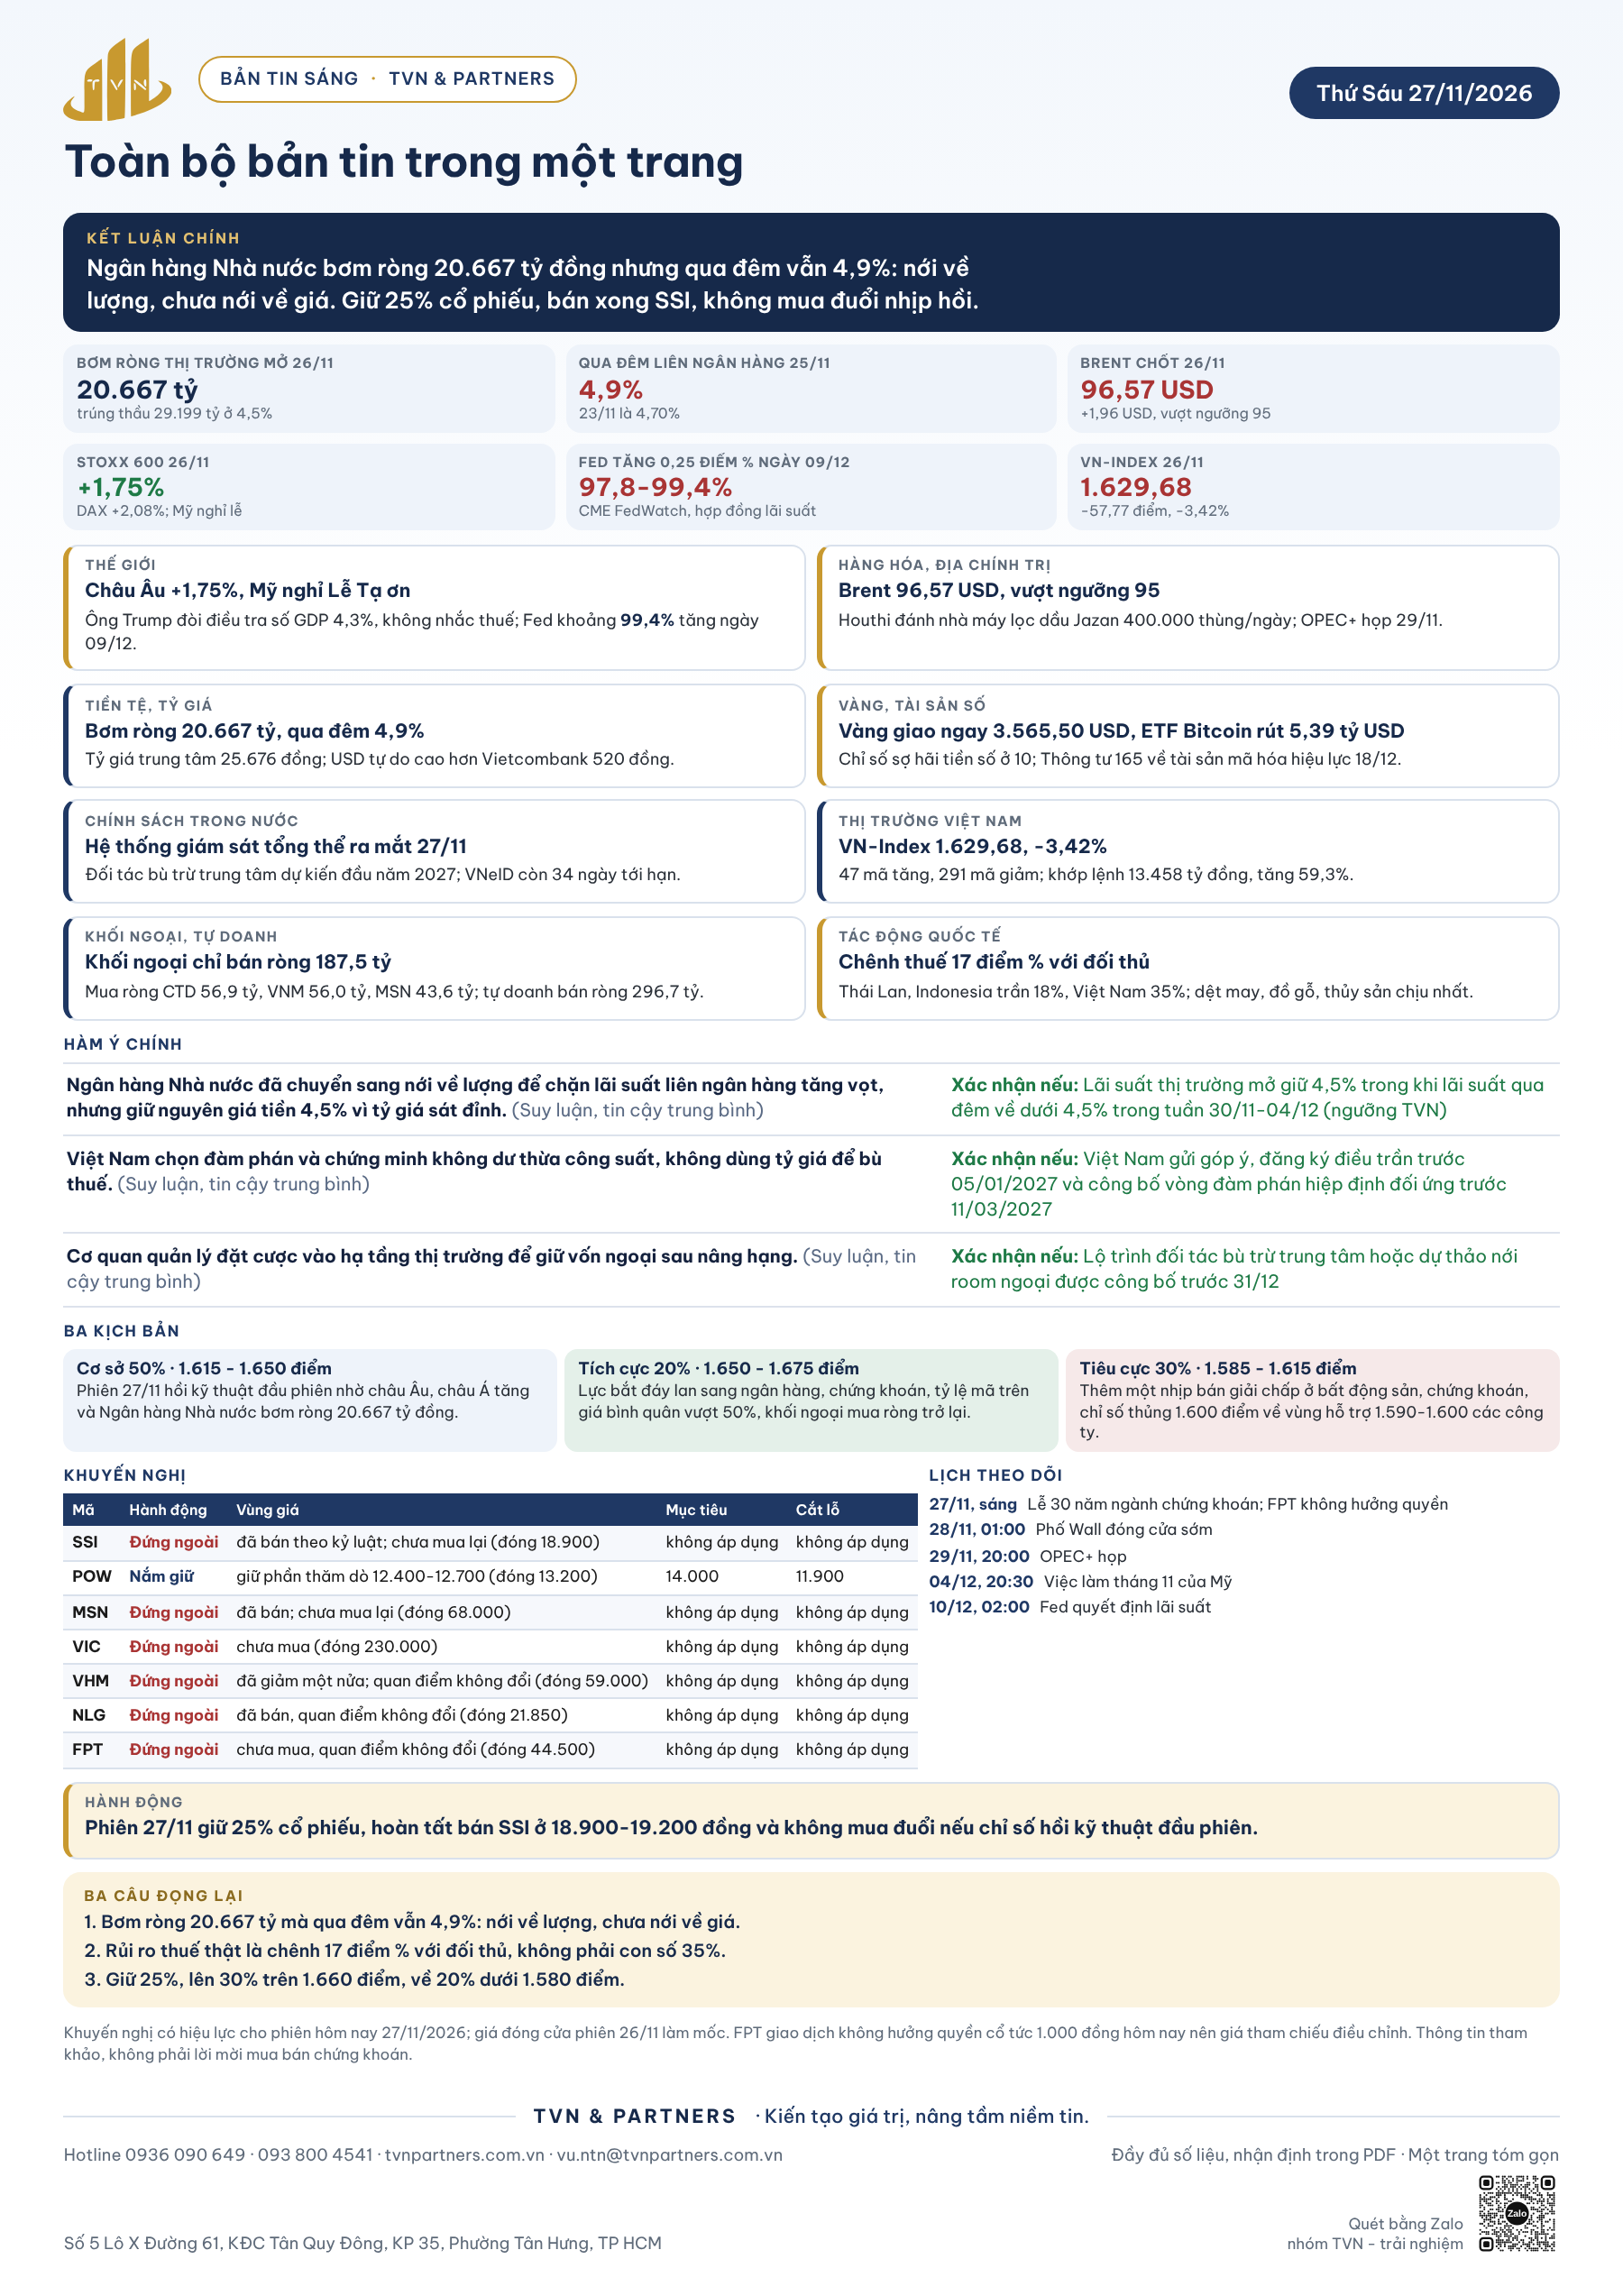 TVN
BẢN TIN SÁNG · TVN & PARTNERS
Thứ Sáu 27/11/2026
Toàn bộ bản tin trong một trang
KẾT LUẬN CHÍNH
Ngân hàng Nhà nước bơm ròng 20.667 tỷ đồng nhưng qua đêm vẫn 4,9%: nới về
lượng, chưa nới về giá. Giữ 25% cổ phiếu, bán xong SSI, không mua đuổi nhịp hồi.
BƠM RÒNG THỊ TRƯỜNG MỞ 26/11
20.667 tỷ
trúng thầu 29.199 tỷ ở 4,5%
QUA ĐÊM LIÊN NGÂN HÀNG 25/11
4,9%
23/11 là 4,70%
BRENT CHỐT 26/11
96,57 USD
+1,96 USD, vượt ngưỡng 95
STOXX 600 26/11
+1,75%
DAX +2,08%; Mỹ nghỉ lễ
FED TĂNG 0,25 ĐIỂM % NGÀY 09/12
97,8-99,4%
CME FedWatch, hợp đồng lãi suất
VN-INDEX 26/11
1.629,68
-57,77 điểm, -3,42%
THẾ GIỚI
Châu Âu +1,75%, Mỹ nghỉ Lễ Tạ ơn
Ông Trump đòi điều tra số GDP 4,3%, không nhắc thuế; Fed khoảng 99,4% tăng ngày
09/12.
HÀNG HÓA, ĐỊA CHÍNH TRỊ
Brent 96,57 USD, vượt ngưỡng 95
Houthi đánh nhà máy lọc dầu Jazan 400.000 thùng/ngày; OPEC+ họp 29/11.
TIỀN TỆ, TỶ GIÁ
Bơm ròng 20.667 tỷ, qua đêm 4,9%
Tỷ giá trung tâm 25.676 đồng; USD tự do cao hơn Vietcombank 520 đồng.
VÀNG, TÀI SẢN SỐ
Vàng giao ngay 3.565,50 USD, ETF Bitcoin rút 5,39 tỷ USD
Chỉ số sợ hãi tiền số ở 10; Thông tư 165 về tài sản mã hóa hiệu lực 18/12.
CHÍNH SÁCH TRONG NƯỚC
Hệ thống giám sát tổng thể ra mắt 27/11
Đối tác bù trừ trung tâm dự kiến đầu năm 2027; VNeID còn 34 ngày tới hạn.
THỊ TRƯỜNG VIỆT NAM
VN-Index 1.629,68, -3,42%
47 mã tăng, 291 mã giảm; khớp lệnh 13.458 tỷ đồng, tăng 59,3%.
KHỐI NGOẠI, TỰ DOANH
Khối ngoại chỉ bán ròng 187,5 tỷ
Mua ròng CTD 56,9 tỷ, VNM 56,0 tỷ, MSN 43,6 tỷ; tự doanh bán ròng 296,7 tỷ.
TÁC ĐỘNG QUỐC TẾ
Chênh thuế 17 điểm % với đối thủ
Thái Lan, Indonesia trần 18%, Việt Nam 35%; dệt may, đồ gỗ, thủy sản chịu nhất.
HÀM Ý CHÍNH
Ngân hàng Nhà nước đã chuyển sang nới về lượng để chặn lãi suất liên ngân hàng tăng vọt,
nhưng giữ nguyên giá tiền 4,5% vì tỷ giá sát đỉnh. (Suy luận, tin cậy trung bình)
Xác nhận nếu: Lãi suất thị trường mở giữ 4,5% trong khi lãi suất qua
đêm về dưới 4,5% trong tuần 30/11-04/12 (ngưỡng TVN)
Việt Nam chọn đàm phán và chứng minh không dư thừa công suất, không dùng tỷ giá để bù
thuế. (Suy luận, tin cậy trung bình)
Xác nhận nếu: Việt Nam gửi góp ý, đăng ký điều trần trước
05/01/2027 và công bố vòng đàm phán hiệp định đối ứng trước
11/03/2027
Cơ quan quản lý đặt cược vào hạ tầng thị trường để giữ vốn ngoại sau nâng hạng. (Suy luận, tin
cậy trung bình)
Xác nhận nếu: Lộ trình đối tác bù trừ trung tâm hoặc dự thảo nới
room ngoại được công bố trước 31/12
BA KỊCH BẢN
Cơ sở 50% · 1.615 - 1.650 điểm
Phiên 27/11 hồi kỹ thuật đầu phiên nhờ châu Âu, châu Á tăng
và Ngân hàng Nhà nước bơm ròng 20.667 tỷ đồng.
Tích cực 20% · 1.650 - 1.675 điểm
Lực bắt đáy lan sang ngân hàng, chứng khoán, tỷ lệ mã trên
giá bình quân vượt 50%, khối ngoại mua ròng trở lại.
Tiêu cực 30% · 1.585 - 1.615 điểm
Thêm một nhịp bán giải chấp ở bất động sản, chứng khoán,
chỉ số thủng 1.600 điểm về vùng hỗ trợ 1.590-1.600 các công
ty.
KHUYẾN NGHỊ
Mã Hành động Vùng giá Mục tiêu Cắt lỗ
SSI Đứng ngoài đã bán theo kỷ luật; chưa mua lại (đóng 18.900) không áp dụng không áp dụng
POW Nắm giữ giữ phần thăm dò 12.400-12.700 (đóng 13.200) 14.000 11.900
MSN Đứng ngoài đã bán; chưa mua lại (đóng 68.000) không áp dụng không áp dụng
VIC Đứng ngoài chưa mua (đóng 230.000) không áp dụng không áp dụng
VHM Đứng ngoài đã giảm một nửa; quan điểm không đổi (đóng 59.000) không áp dụng không áp dụng
NLG Đứng ngoài đã bán, quan điểm không đổi (đóng 21.850) không áp dụng không áp dụng
FPT Đứng ngoài chưa mua, quan điểm không đổi (đóng 44.500) không áp dụng không áp dụng
LỊCH THEO DÕI
27/11, sáng Lễ 30 năm ngành chứng khoán; FPT không hưởng quyền
28/11, 01:00 Phố Wall đóng cửa sớm
29/11, 20:00 OPEC+ họp
04/12, 20:30 Việc làm tháng 11 của Mỹ
10/12, 02:00 Fed quyết định lãi suất
HÀNH ĐỘNG
Phiên 27/11 giữ 25% cổ phiếu, hoàn tất bán SSI ở 18.900-19.200 đồng và không mua đuổi nếu chỉ số hồi kỹ thuật đầu phiên.
BA CÂU ĐỌNG LẠI
1. Bơm ròng 20.667 tỷ mà qua đêm vẫn 4,9%: nới về lượng, chưa nới về giá.
2. Rủi ro thuế thật là chênh 17 điểm % với đối thủ, không phải con số 35%.
3. Giữ 25%, lên 30% trên 1.660 điểm, về 20% dưới 1.580 điểm.
Khuyến nghị có hiệu lực cho phiên hôm nay 27/11/2026; giá đóng cửa phiên 26/11 làm mốc. FPT giao dịch không hưởng quyền cổ tức 1.000 đồng hôm nay nên giá tham chiếu điều chỉnh. Thông tin tham
khảo, không phải lời mời mua bán chứng khoán.
TVN & PARTNERS · Kiến tạo giá trị, nâng tầm niềm tin.
Hotline 0936 090 649 · 093 800 4541 · tvnpartners.com.vn · vu.ntn@tvnpartners.com.vn
Đầy đủ số liệu, nhận định trong PDF · Một trang tóm gọn
Zalo
Quét bằng Zalo
nhóm TVN - trải nghiệm
Số 5 Lô X Đường 61, KĐC Tân Quy Đông, KP 35, Phường Tân Hưng, TP HCM